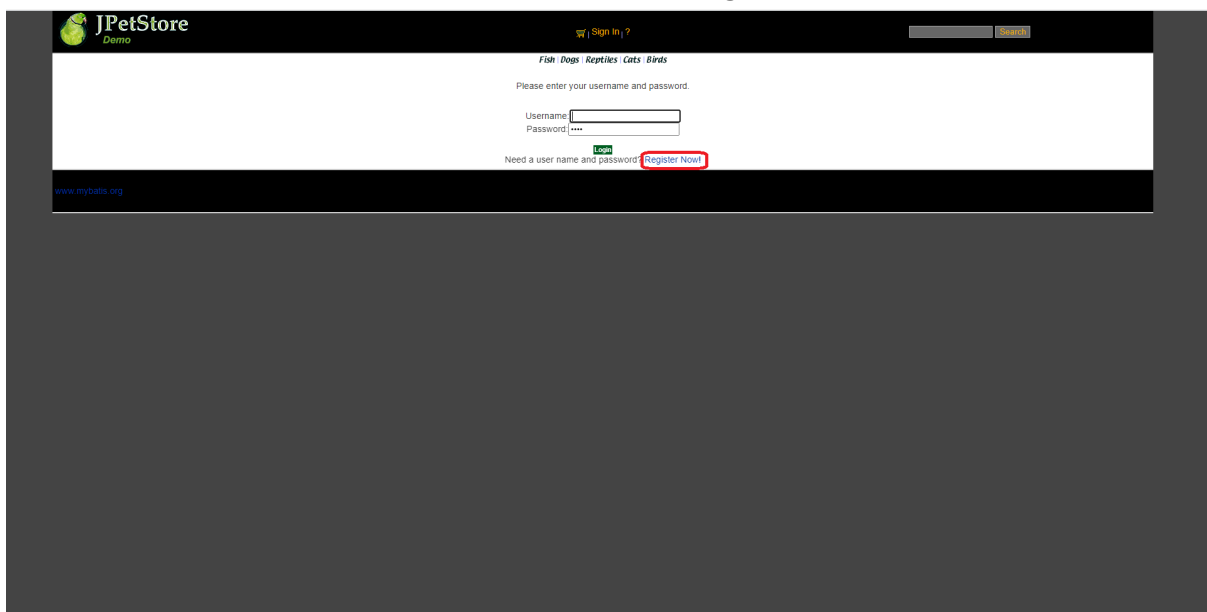 JPetStore
Demo
| Sign In | ?
Search
Fish | Dogs | Reptiles | Cats | Birds
Please enter your username and password.
Username:
Password: ••••
Login
Need a user name and password? Register Now!
www.mybatis.org